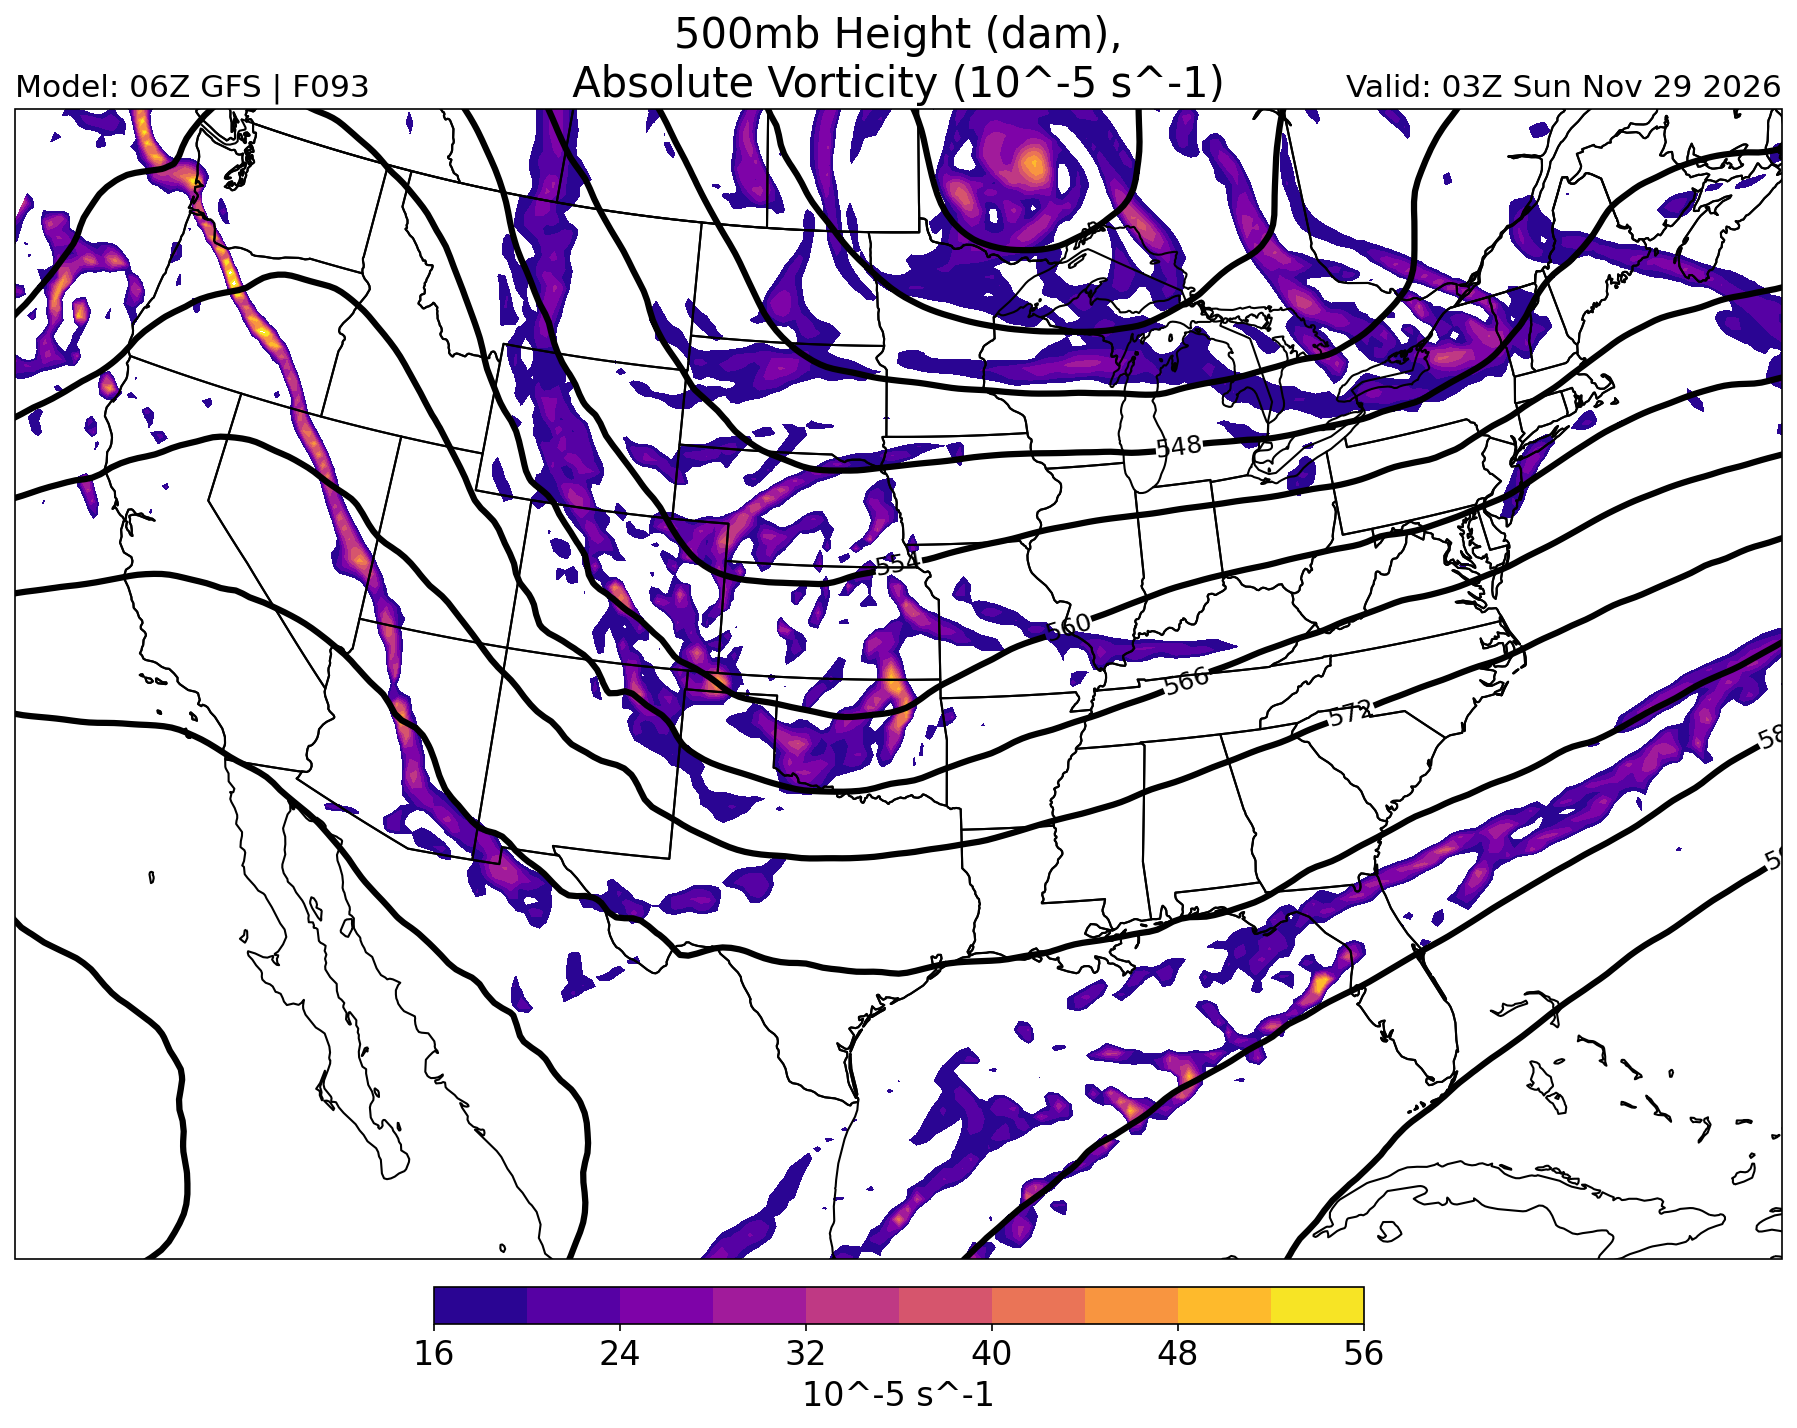 500mb Height (dam),
Absolute Vorticity (10^-5 s^-1)
Model: 06Z GFS | F093
Valid: 03Z Sun Nov 29 2026
548
554
560
566
572
58
16 24 32 40 48 56
10^-5 s^-1